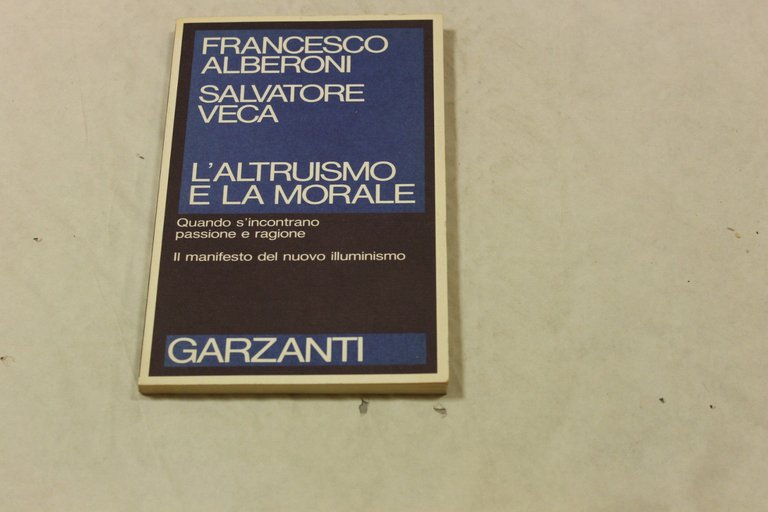 FRANCESCO
ALBERONI
SALVATORE
VECA
L'ALTRUISMO
E LA MORALE
Quando s'incontrano
passione e ragione
Il manifesto del nuovo illuminismo
GARZANTI